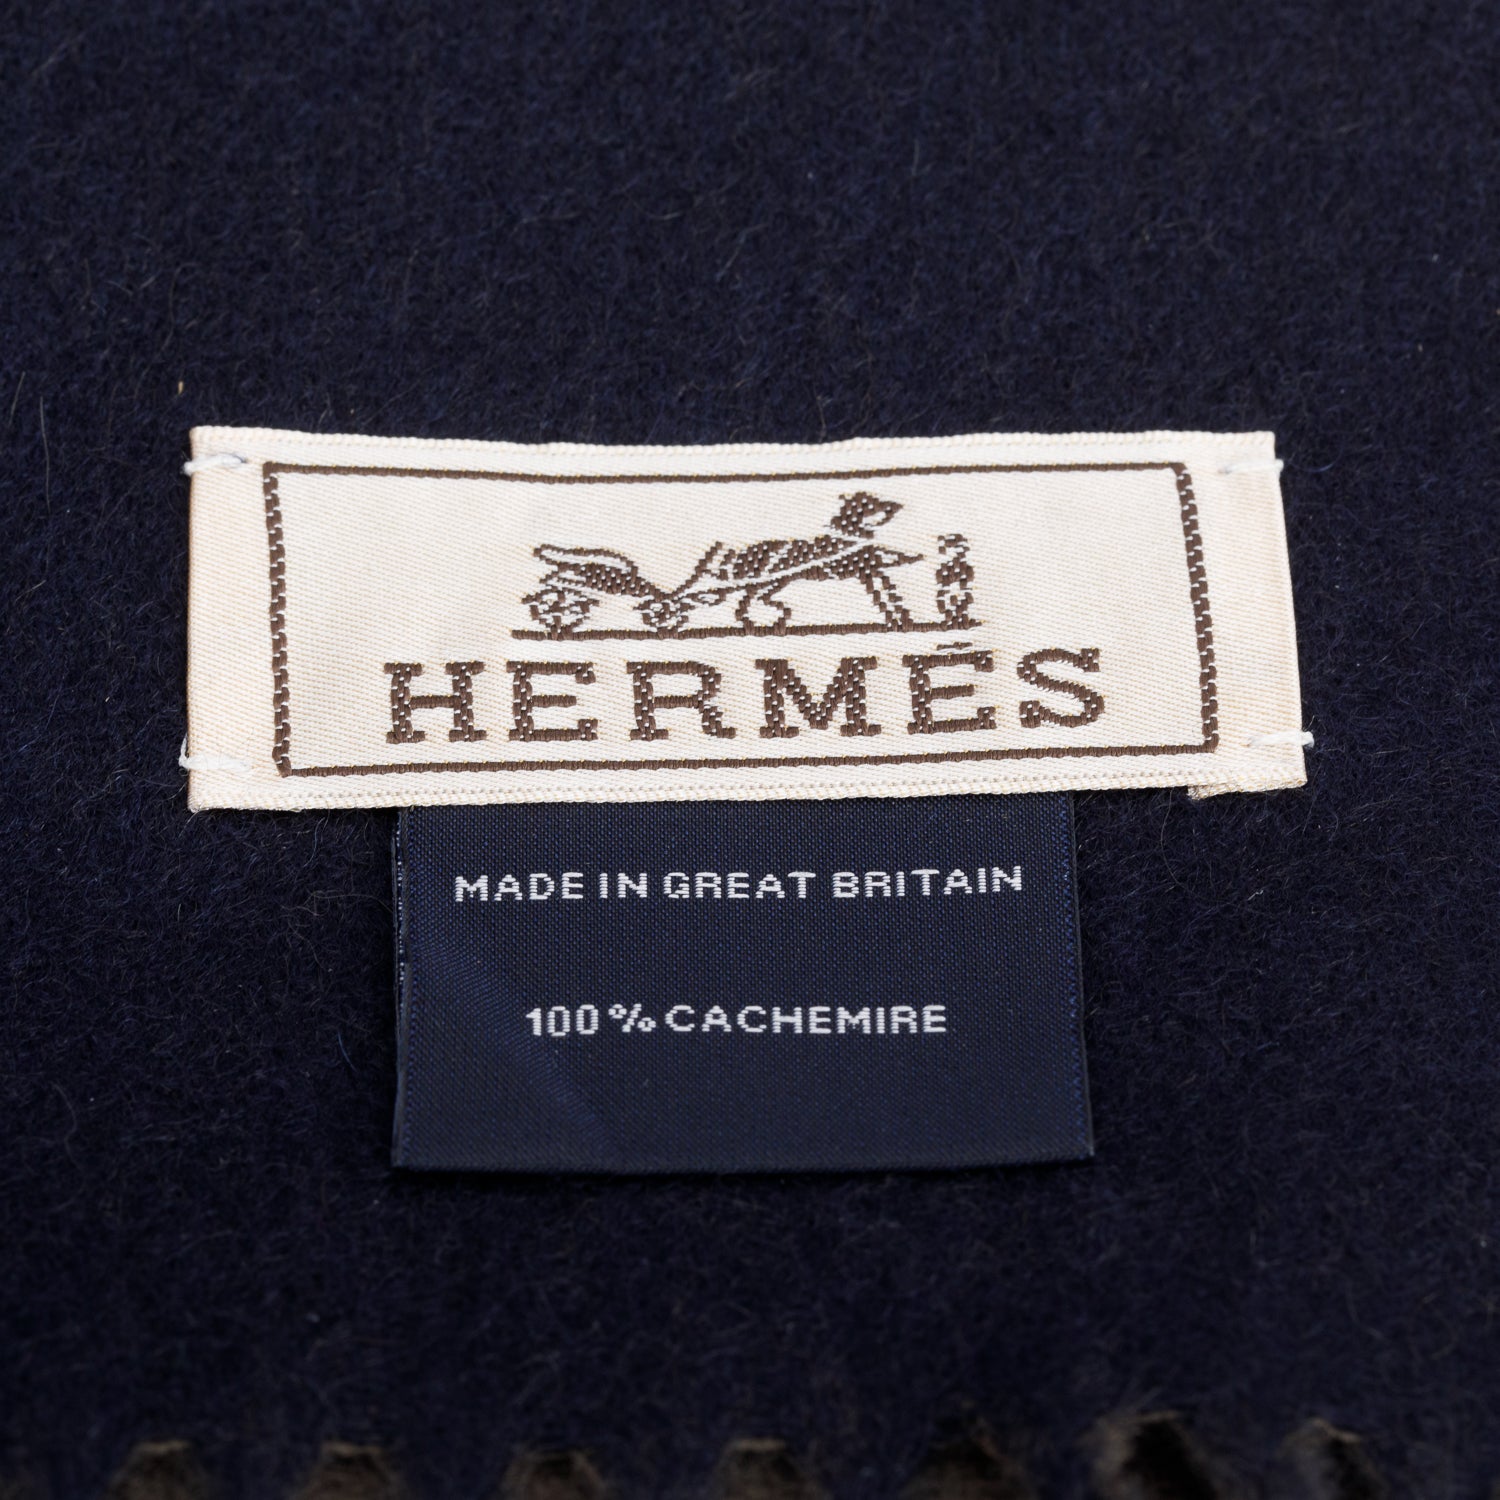 HERMÈS
MADE IN GREAT BRITAIN
100% CACHEMIRE